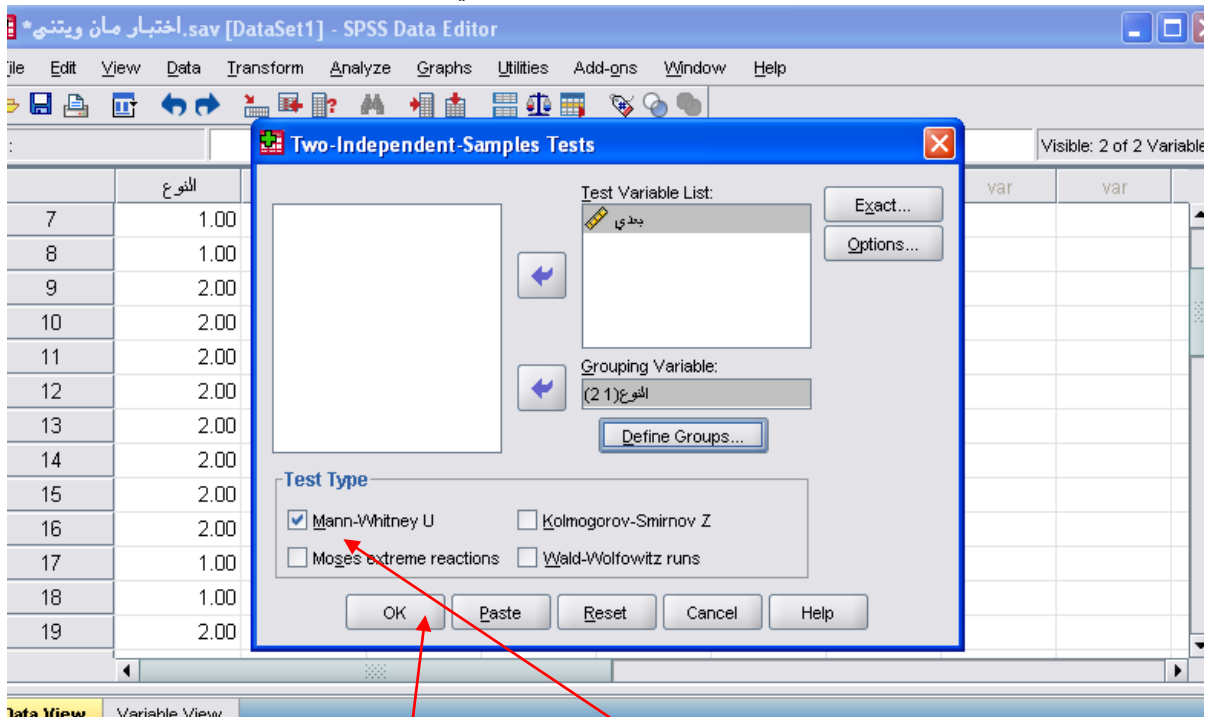 *اختبار مان ويتني.sav [DataSet1] - SPSS Data Editor
ile Edit View Data Transform Analyze Graphs Utilities Add-ons Window Help
Two-Independent-Samples Tests
: Visible: 2 of 2 Variable
النوع var var
7 1.00
8 1.00
9 2.00
10 2.00
11 2.00
12 2.00
13 2.00
14 2.00
15 2.00
16 2.00
17 1.00
18 1.00
19 2.00
Test Variable List:
بعدي
Exact...
Options...
Grouping Variable:
النوع(1 2)
Define Groups...
Test Type
Mann-Whitney U Kolmogorov-Smirnov Z
Moses extreme reactions Wald-Wolfowitz runs
OK Paste Reset Cancel Help
Data View Variable View